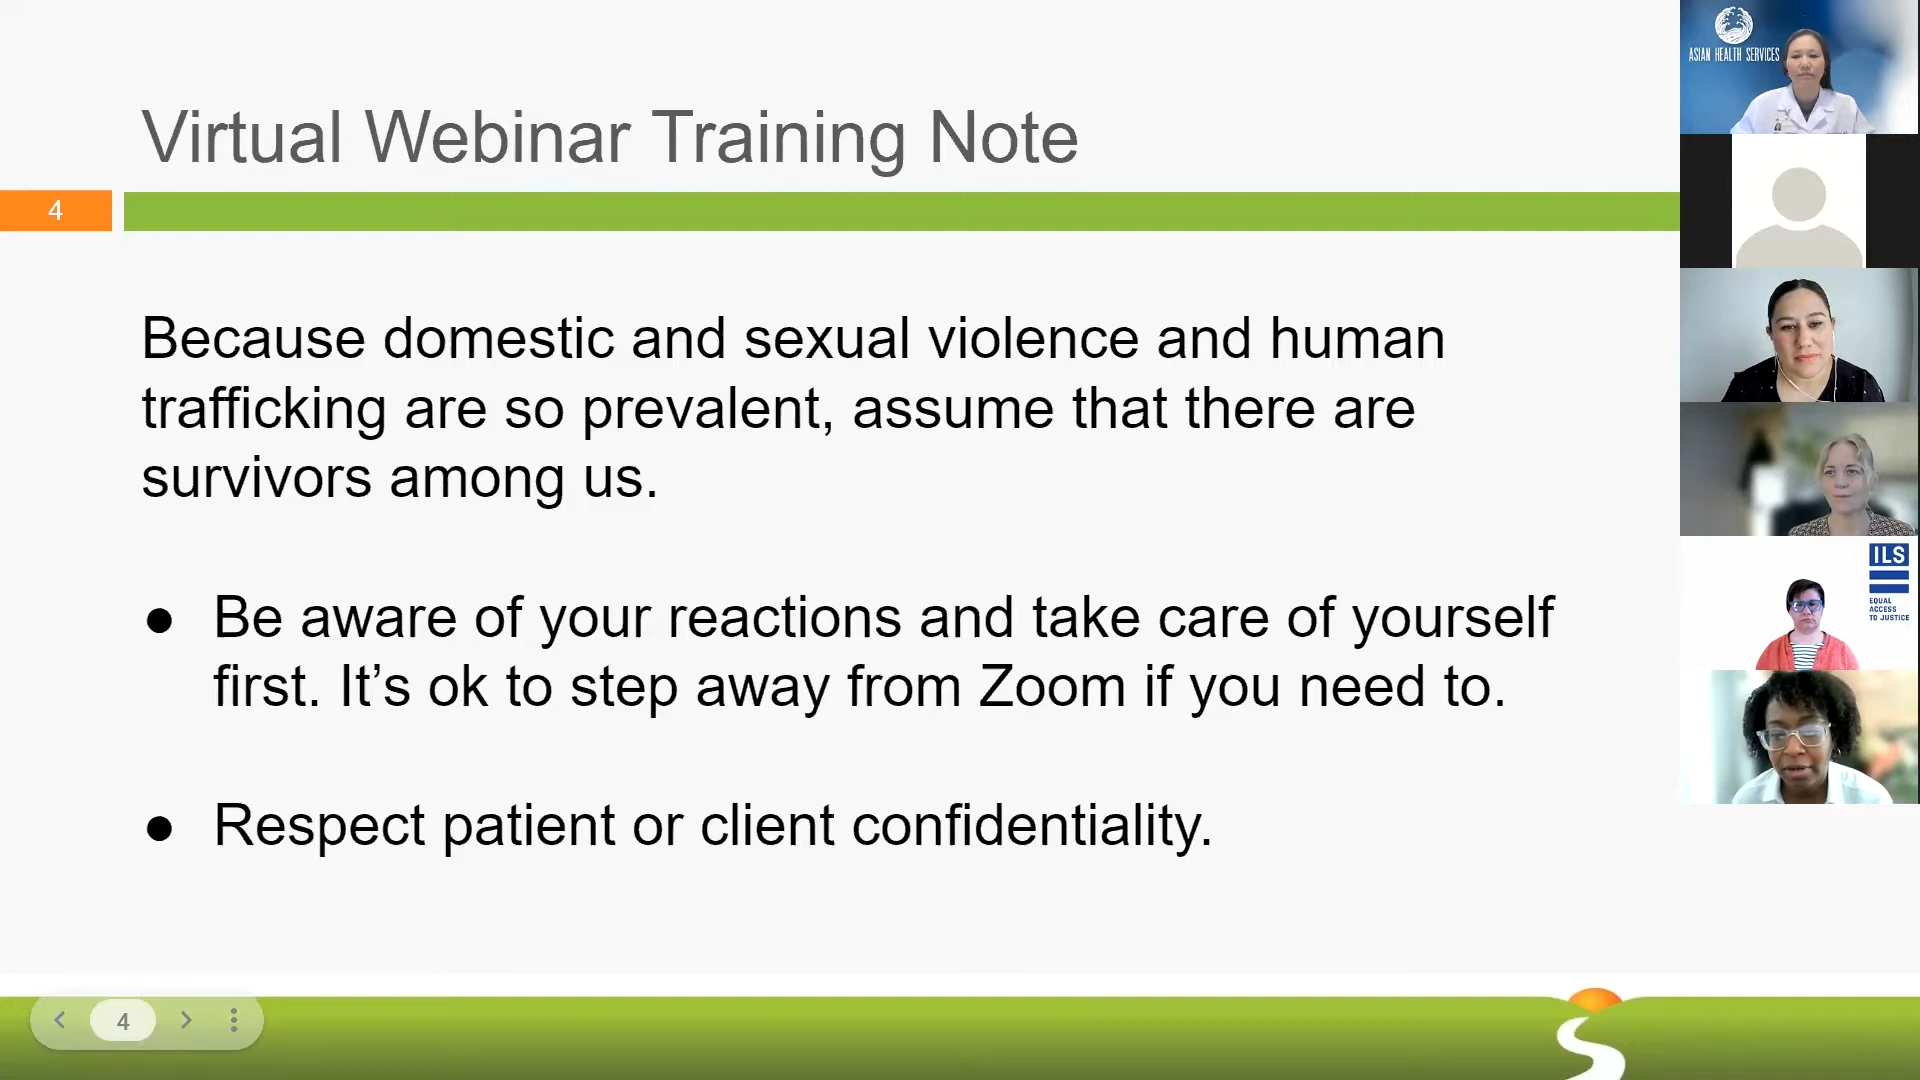 Virtual Webinar Training Note
4
Because domestic and sexual violence and human
trafficking are so prevalent, assume that there are
survivors among us.
● Be aware of your reactions and take care of yourself
first. It’s ok to step away from Zoom if you need to.
● Respect patient or client confidentiality.
4
ASIAN HEALTH SERVICES
ILS
EQUAL
ACCESS
TO JUSTICE